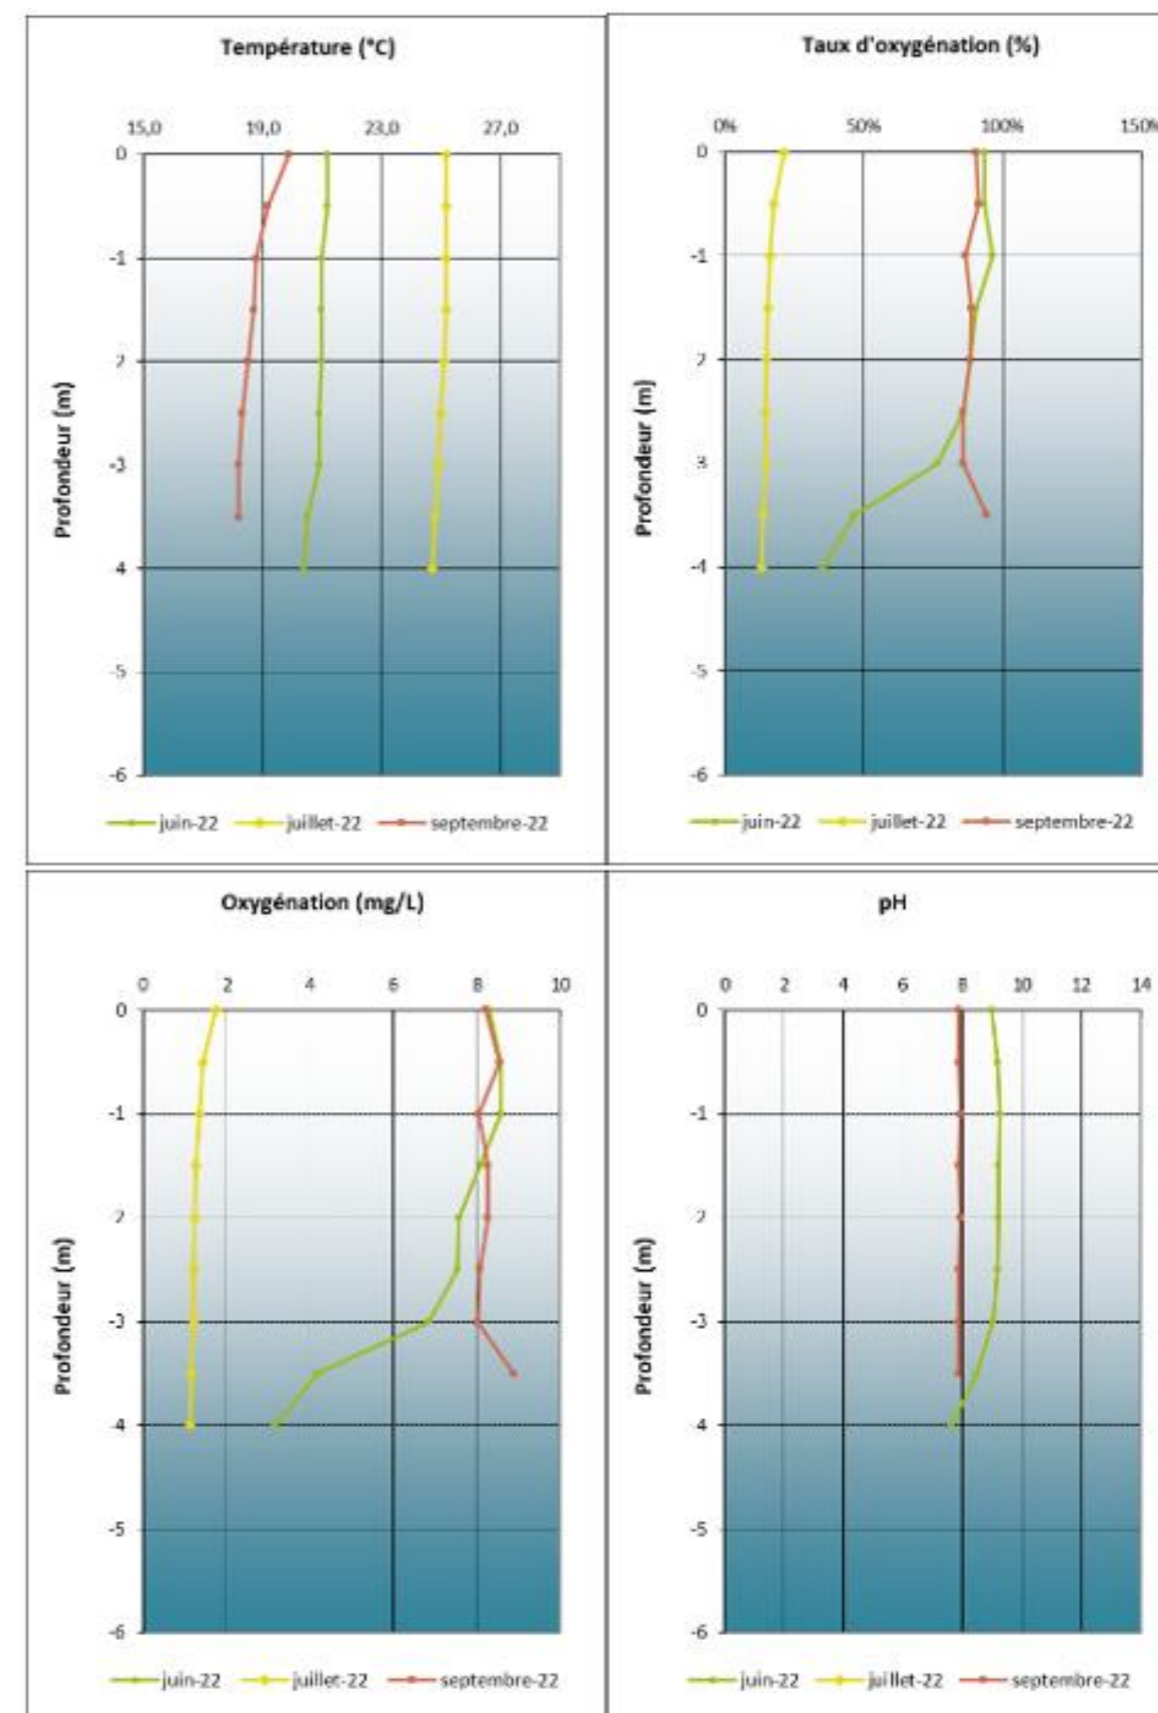 Température (°C)
15,0 19,0 23,0 27,0
0
-1
2
-3
4
-5
-6
Profondeur (m)
juin-22 juillet-22 septembre-22
Taux d'oxygénation (%)
0% 50% 100% 150%
0
-1
2
3
-4
-5
-6
Profondeur (m)
juin-22 juillet-22 septembre-22
Oxygénation (mg/L)
0 2 4 6 8 10
0
-1
2
-3
-4
-5
-6
Profondeur (m)
juin-22 juillet-22 septembre-22
pH
0 2 4 6 8 10 12 14
0
-1
2
-3
-4
-5
-6
Profondeur (m)
juin-22 juillet-22 septembre-22